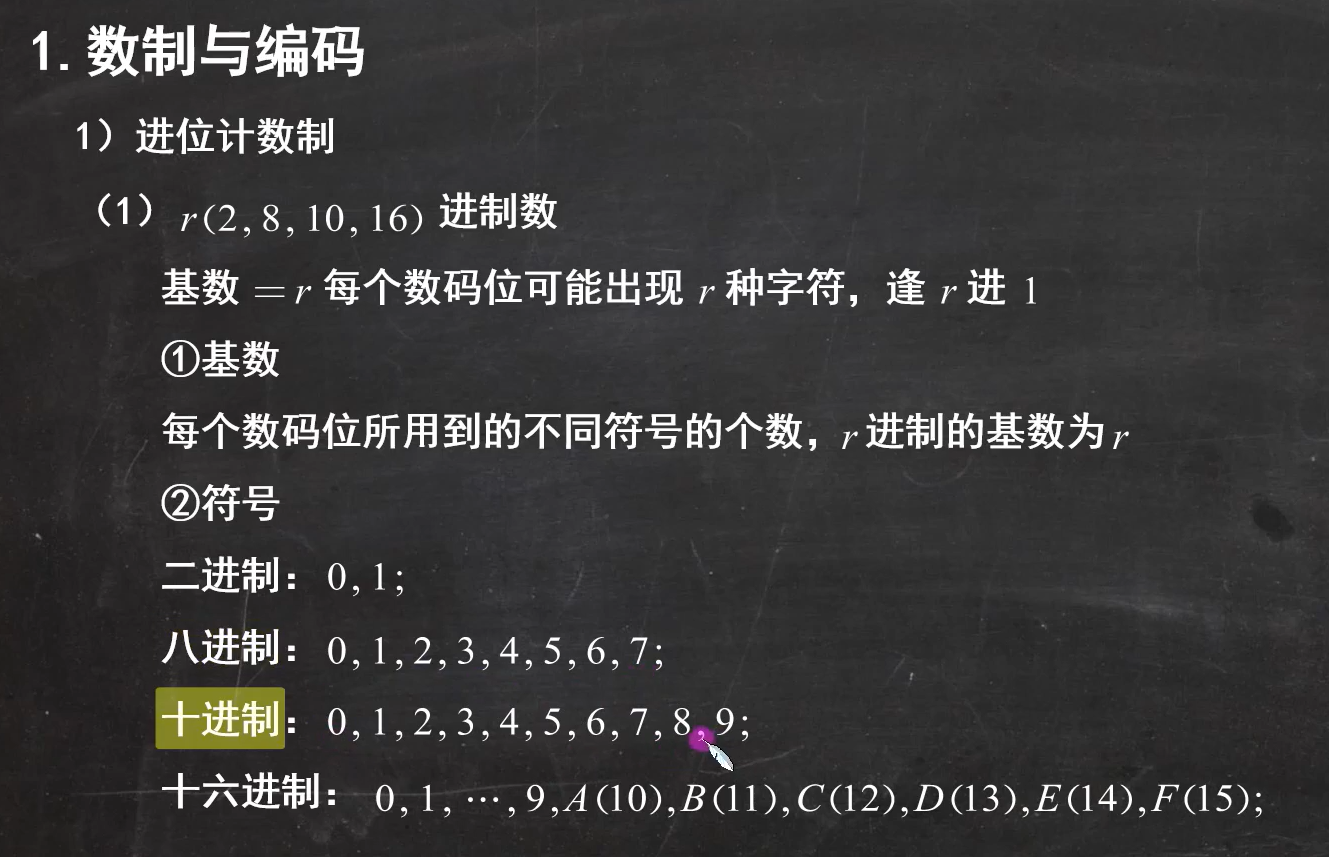 1. 数制与编码
1）进位计数制
（1） r(2, 8, 10, 16) 进制数
基数 = r 每个数码位可能出现 r 种字符，逢 r 进 1
①基数
每个数码位所用到的不同符号的个数，r 进制的基数为 r
②符号
二进制： 0, 1;
八进制： 0, 1, 2, 3, 4, 5, 6, 7;
十进制： 0, 1, 2, 3, 4, 5, 6, 7, 8, 9;
十六进制： 0, 1, ⋯, 9, A(10), B(11), C(12), D(13), E(14), F(15);